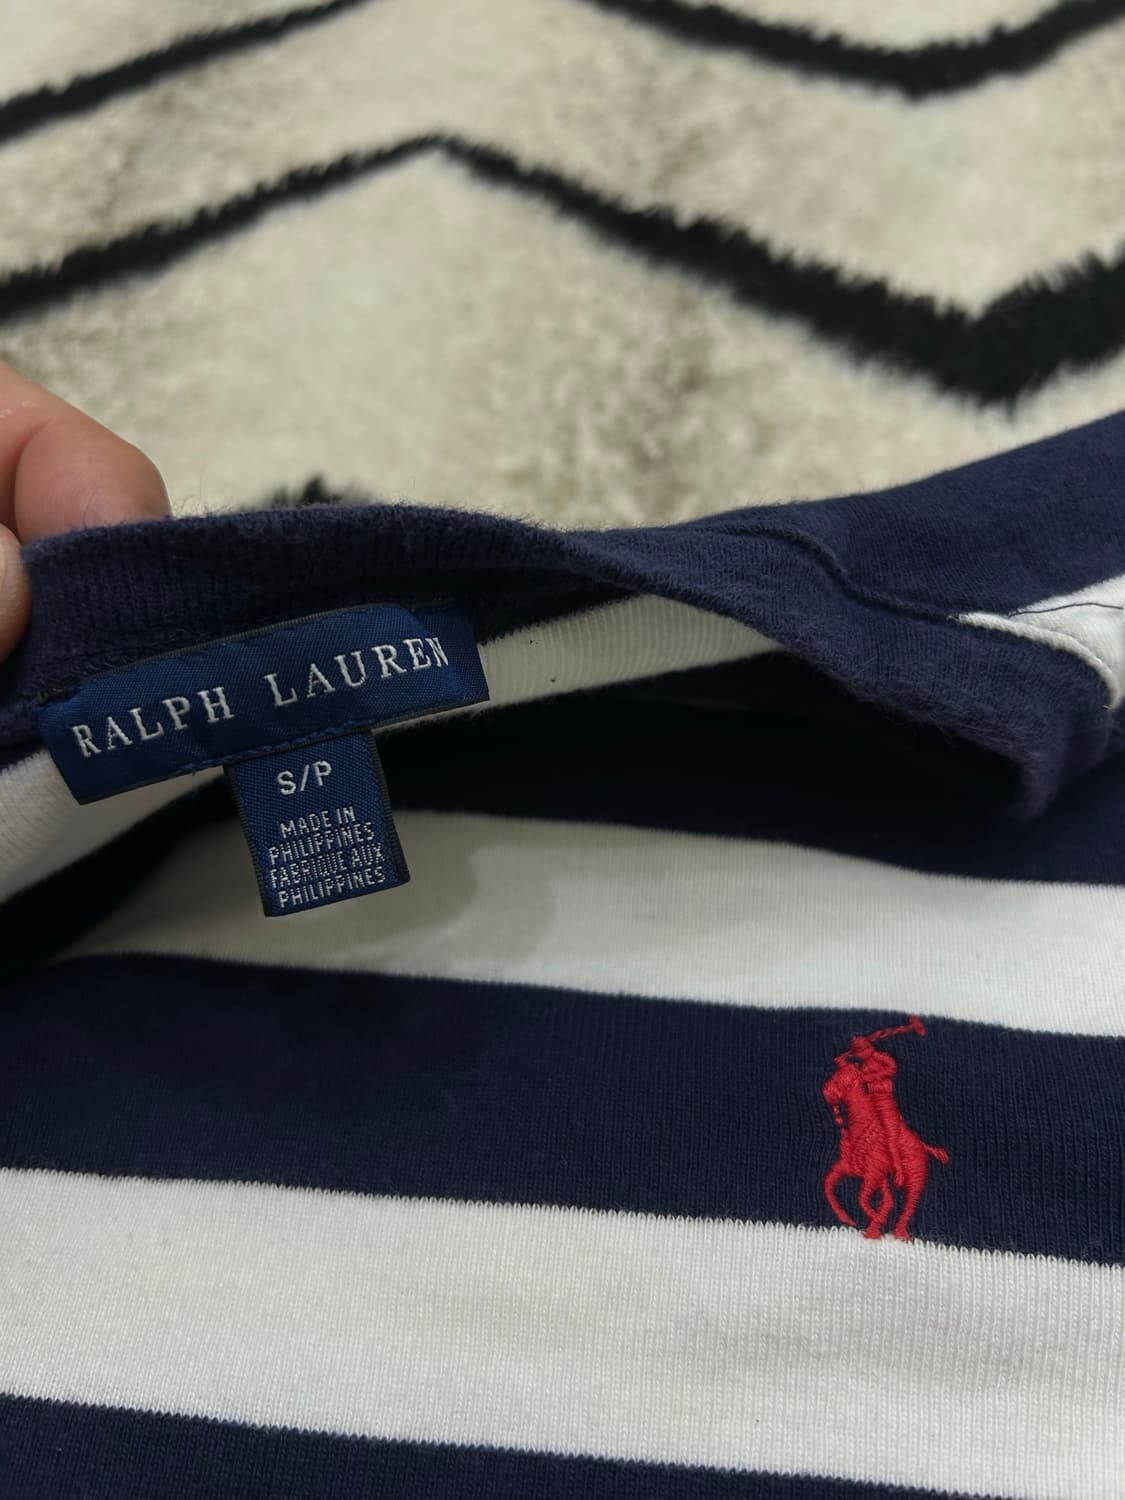 RALPH LAUREN
S/P
MADE IN
PHILIPPINES
FABRIQUE AUX
PHILIPPINES